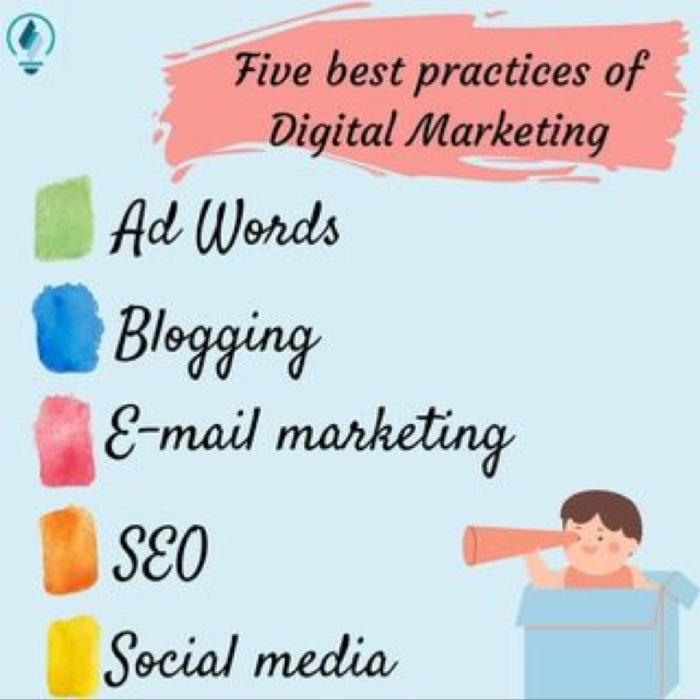 Five best practices of
Digital Marketing
Ad Words
Blogging
E-mail marketing
SEO
Social media